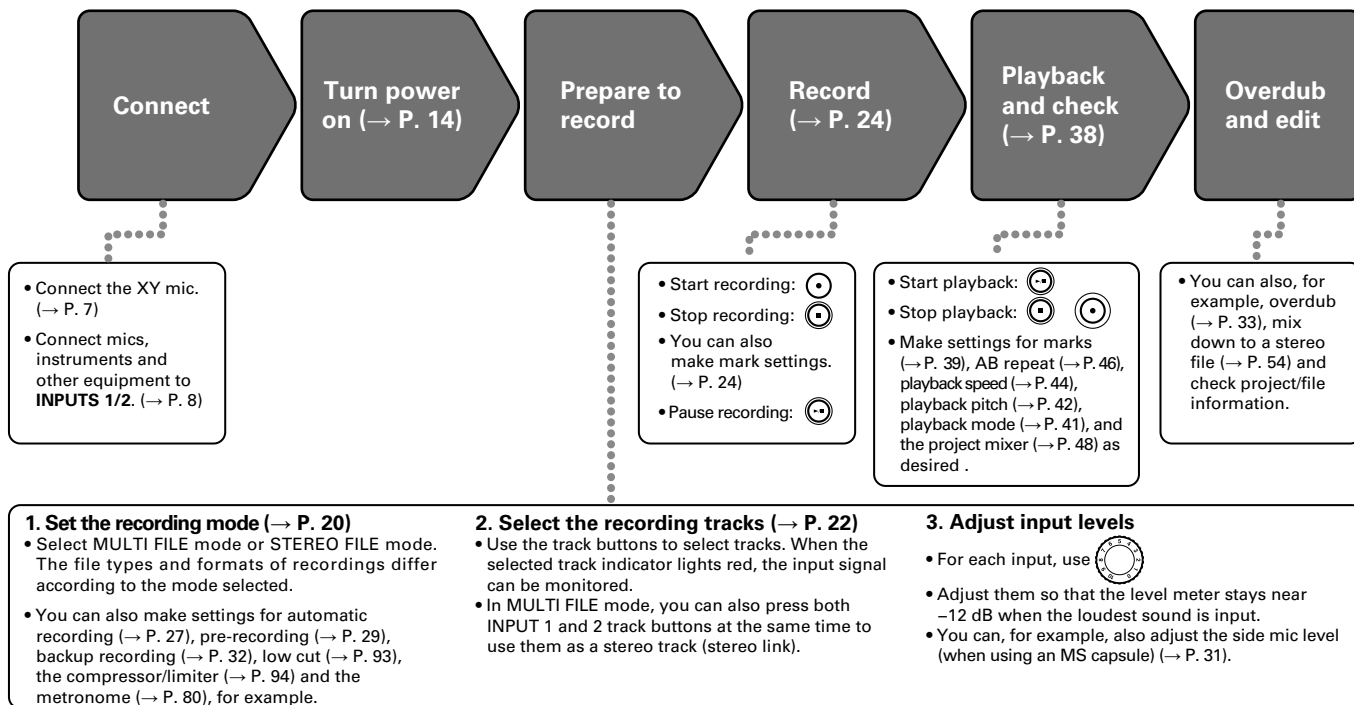 Connect
Turn power
on (→ P. 14)
Prepare to
record
Record
(→ P. 24)
Playback
and check
(→ P. 38)
Overdub
and edit
• Connect the XY mic.
(→ P. 7)
• Connect mics,
instruments and
other equipment to
INPUTS 1/2. (→ P. 8)
• Start recording:
• Stop recording:
• You can also
make mark settings.
(→ P. 24)
• Pause recording:
• Start playback:
• Stop playback:
• Make settings for marks
(→ P. 39), AB repeat (→ P. 46),
playback speed (→ P. 44),
playback pitch (→ P. 42),
playback mode (→ P. 41), and
the project mixer (→ P. 48) as
desired .
• You can also, for
example, overdub
(→ P. 33), mix
down to a stereo
file (→ P. 54) and
check project/file
information.
1. Set the recording mode (→ P. 20)
• Select MULTI FILE mode or STEREO FILE mode.
The file types and formats of recordings differ
according to the mode selected.
• You can also make settings for automatic
recording (→ P. 27), pre-recording (→ P. 29),
backup recording (→ P. 32), low cut (→ P. 93),
the compressor/limiter (→ P. 94) and the
metronome (→ P. 80), for example.
2. Select the recording tracks (→ P. 22)
• Use the track buttons to select tracks. When the
selected track indicator lights red, the input signal
can be monitored.
• In MULTI FILE mode, you can also press both
INPUT 1 and 2 track buttons at the same time to
use them as a stereo track (stereo link).
3. Adjust input levels
• For each input, use
• Adjust them so that the level meter stays near
−12 dB when the loudest sound is input.
• You can, for example, also adjust the side mic level
(when using an MS capsule) (→ P. 31).